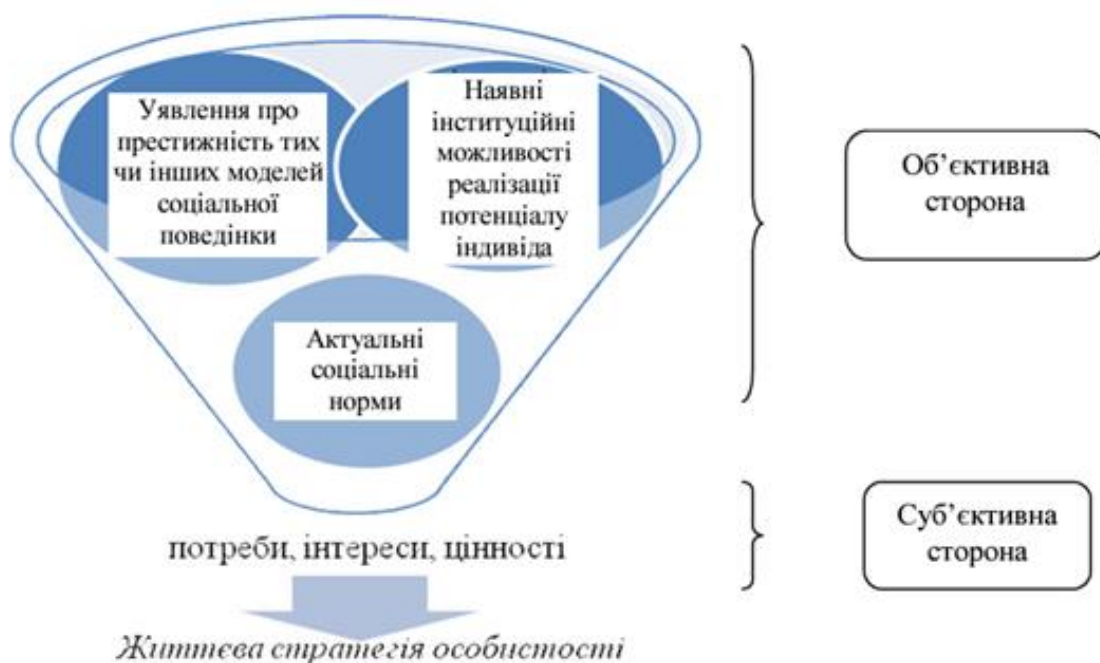 Уявлення про
престижність тих
чи інших моделей
соціальної
поведінки
Наявні
інституційні
можливості
реалізації
потенціалу
індивіда
Актуальні
соціальні
норми
Об’єктивна
сторона
потреби, інтереси, цінності
Суб’єктивна
сторона
Життєва стратегія особистості